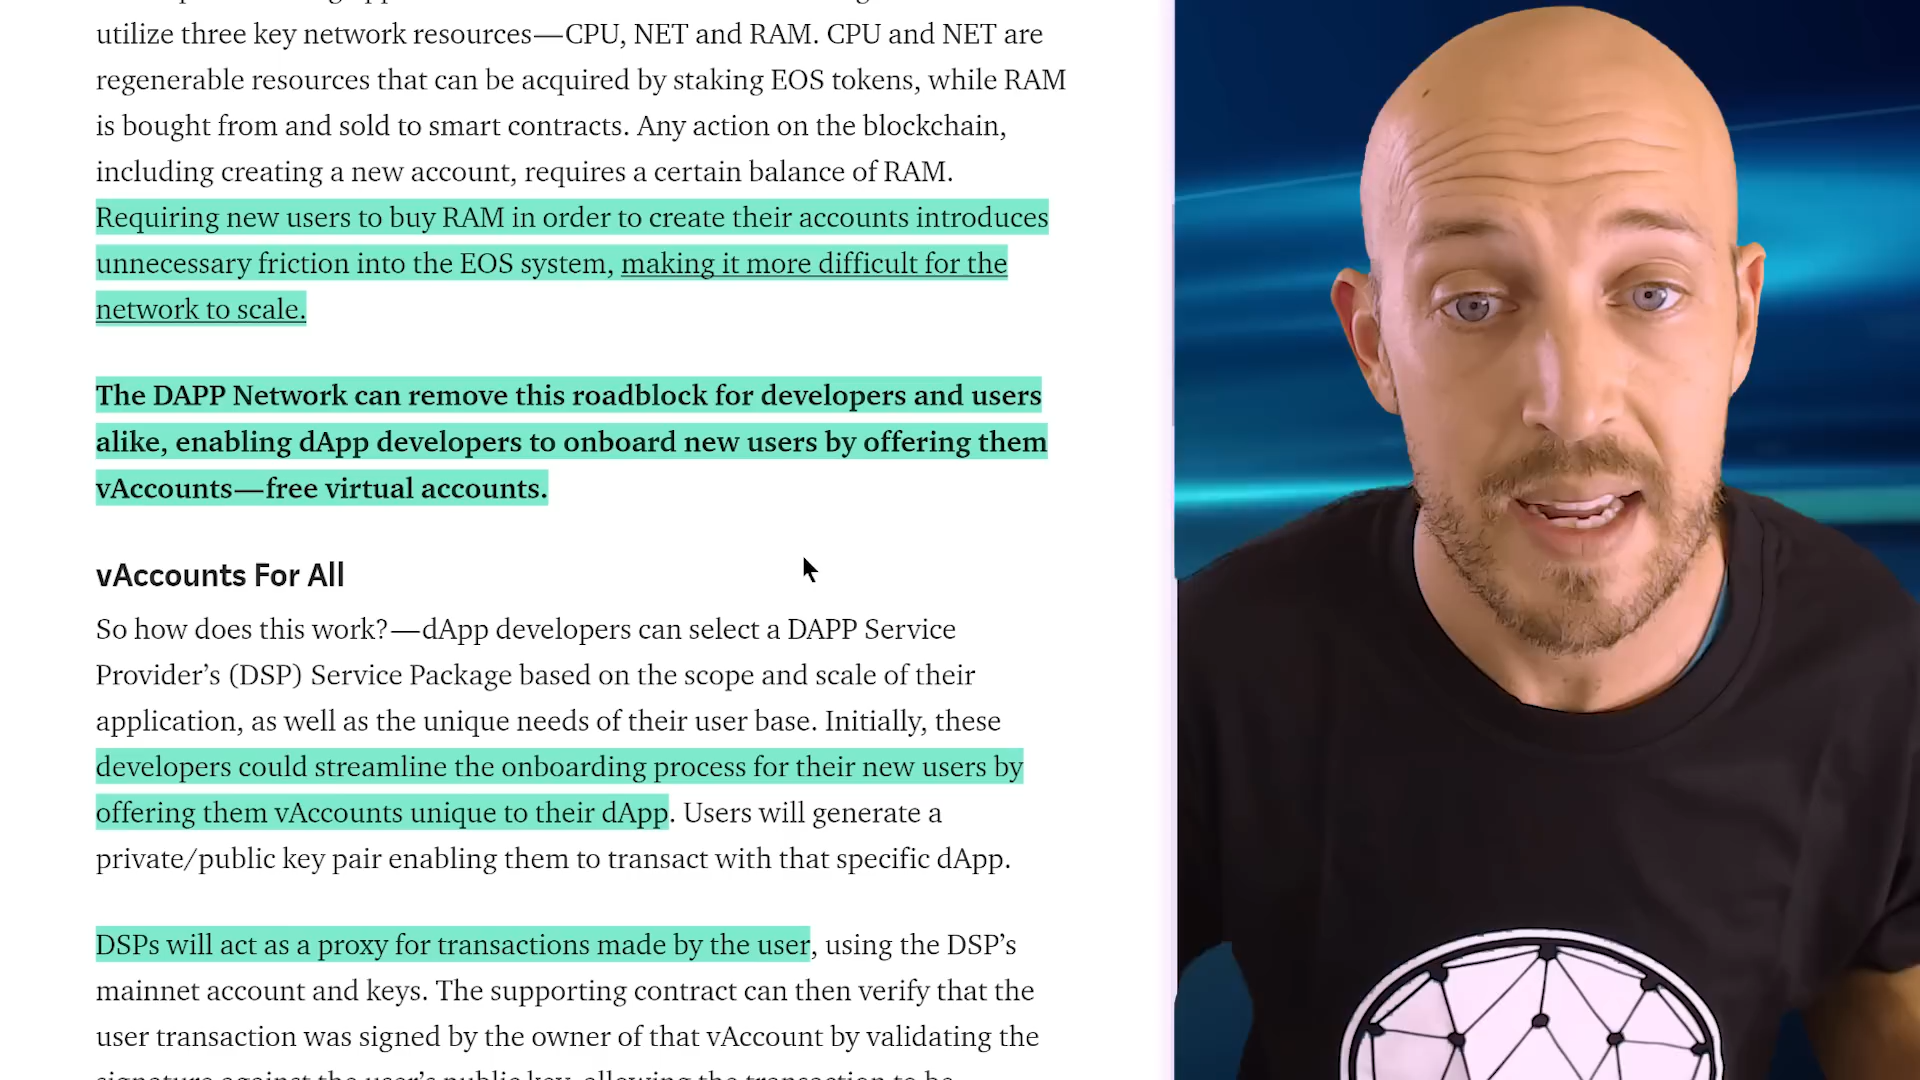 utilize three key network resources—CPU, NET and RAM. CPU and NET are
regenerable resources that can be acquired by staking EOS tokens, while RAM
is bought from and sold to smart contracts. Any action on the blockchain,
including creating a new account, requires a certain balance of RAM.
Requiring new users to buy RAM in order to create their accounts introduces
unnecessary friction into the EOS system, making it more difficult for the
network to scale.
The DAPP Network can remove this roadblock for developers and users
alike, enabling dApp developers to onboard new users by offering them
vAccounts—free virtual accounts.
vAccounts For All
So how does this work?—dApp developers can select a DAPP Service
Provider’s (DSP) Service Package based on the scope and scale of their
application, as well as the unique needs of their user base. Initially, these
developers could streamline the onboarding process for their new users by
offering them vAccounts unique to their dApp. Users will generate a
private/public key pair enabling them to transact with that specific dApp.
DSPs will act as a proxy for transactions made by the user, using the DSP’s
mainnet account and keys. The supporting contract can then verify that the
user transaction was signed by the owner of that vAccount by validating the
signature against the user’s public key, allowing the transaction to be